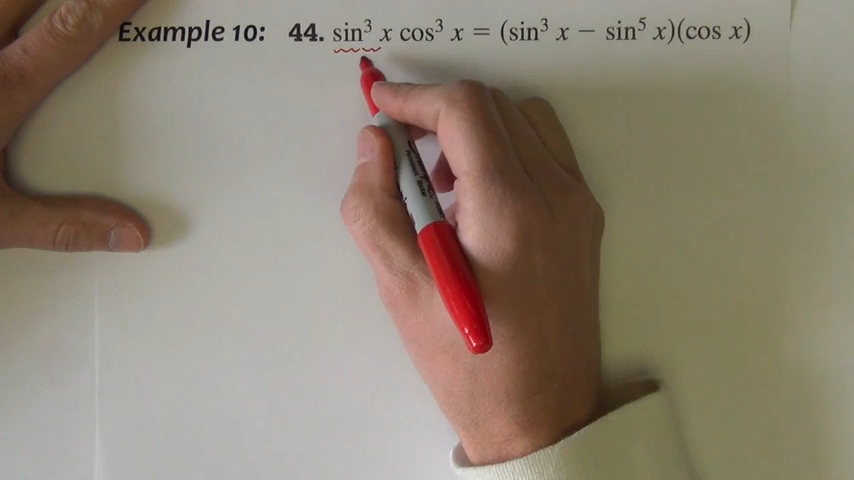 Example 10: 44. sin³ x cos³ x = (sin³ x − sin⁵ x)(cos x)